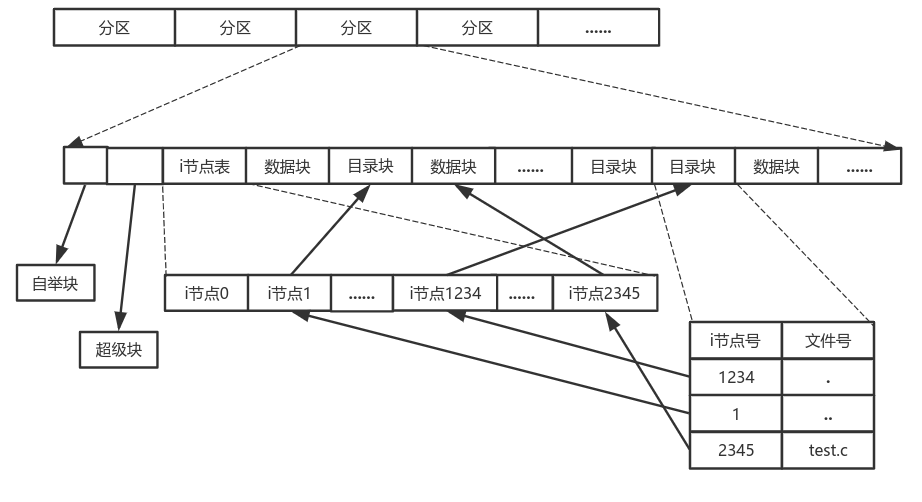 分区 分区 分区 分区 ......
i节点表 数据块 目录块 数据块 ...... 目录块 目录块 数据块 ......
自举块
i节点0 i节点1 ...... i节点1234 ...... i节点2345
超级块
i节点号 文件号
1234 .
1 ..
2345 test.c